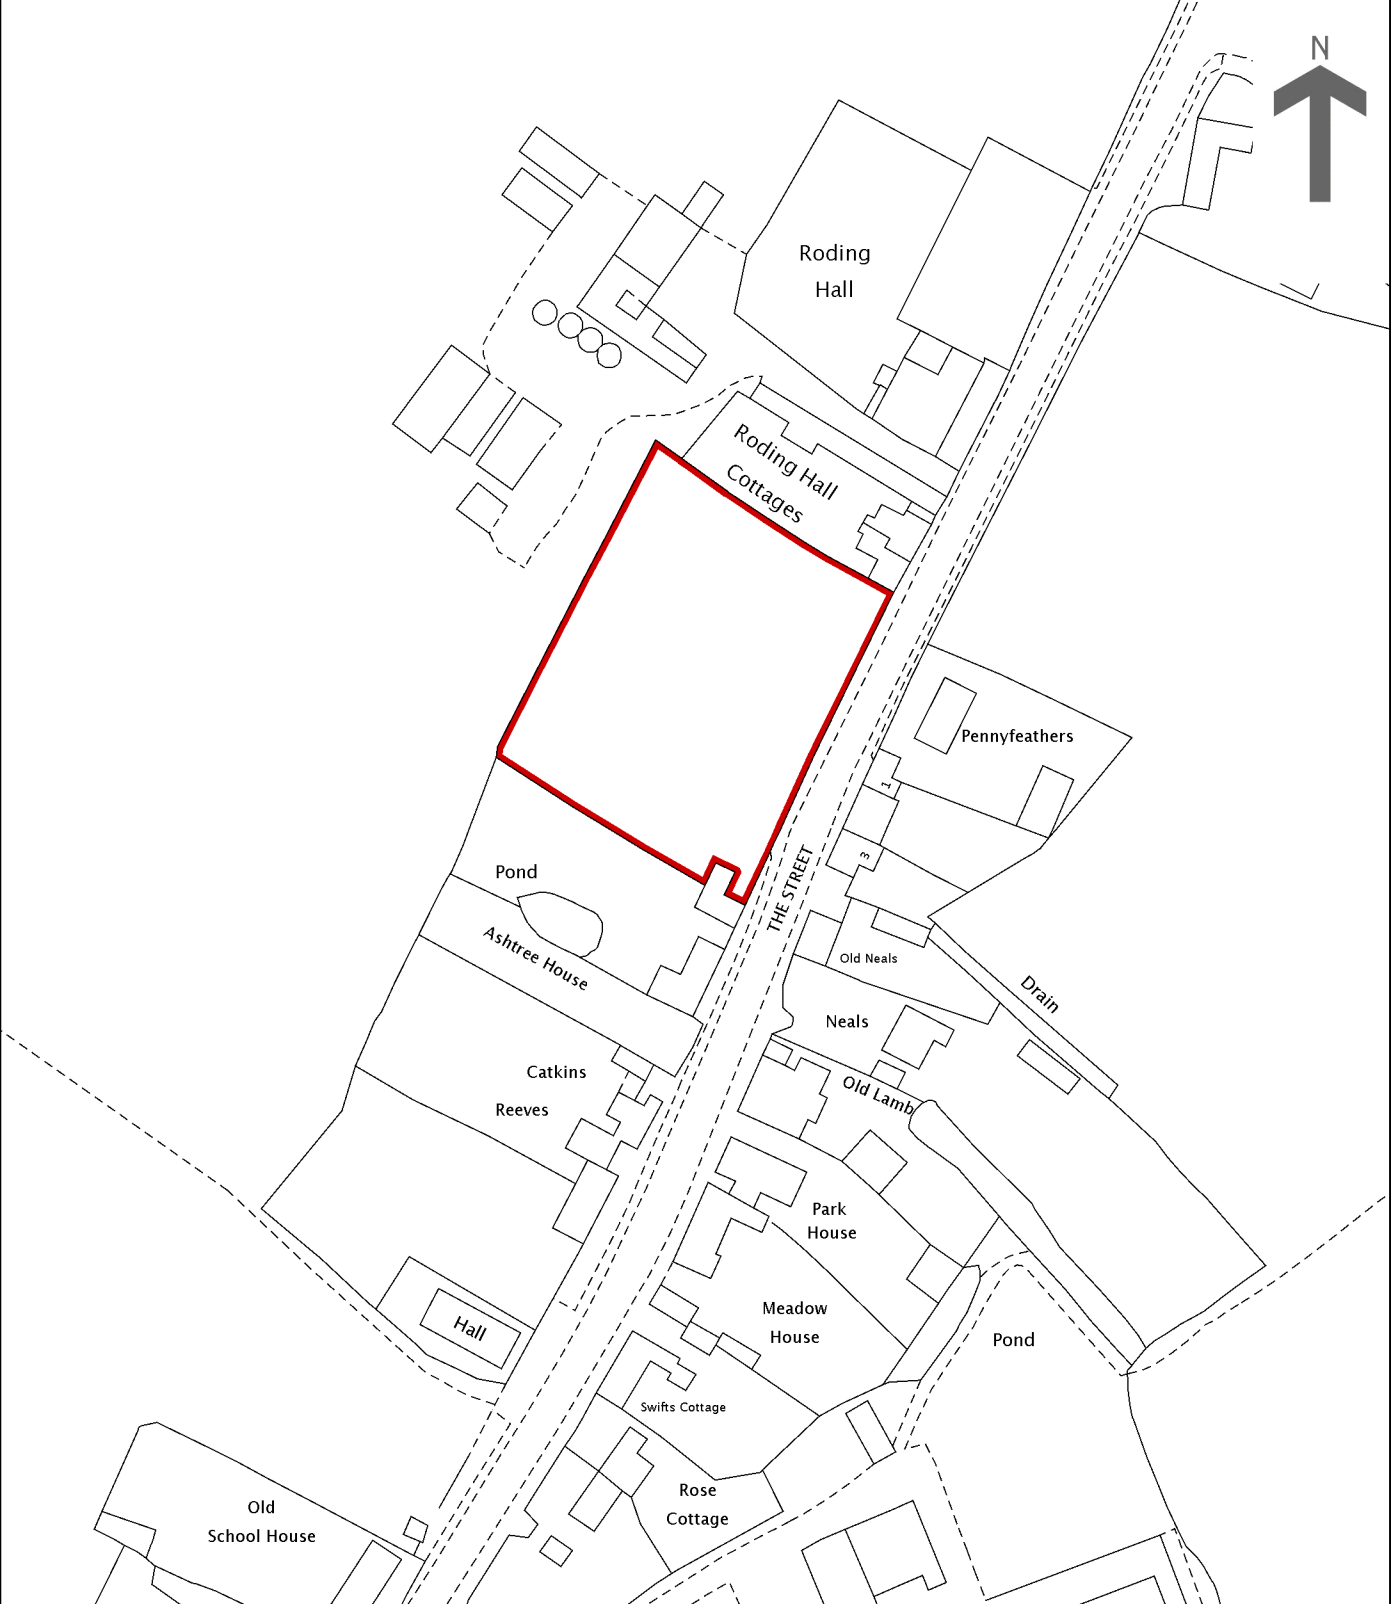 N
Roding
Hall
Roding Hall
Cottages
Pennyfeathers
1
3
THE STREET
Pond
Ashtree House
Old Neals
Drain
Neals
Catkins
Old Lamb
Reeves
Park
House
Meadow
House
Hall
Pond
Swifts Cottage
Rose
Cottage
Old
School House